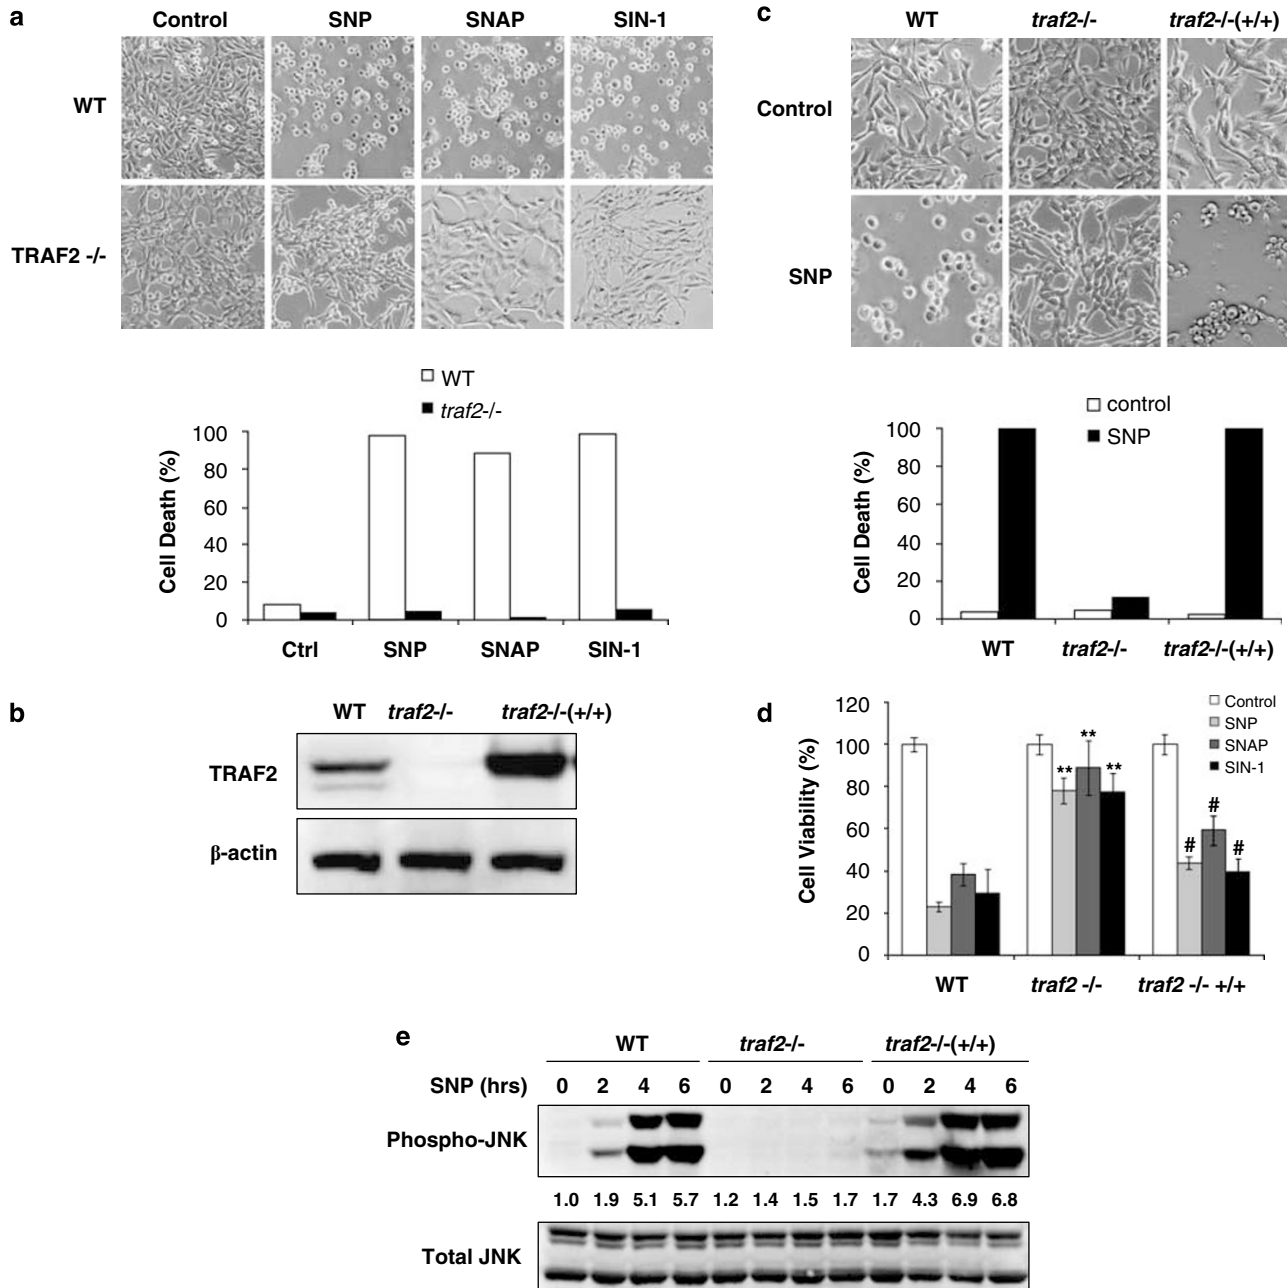 a
Control SNP SNAP SIN-1
WT
TRAF2 -/-
WT
traf2-/-
100
80
60
40
20
0
Cell Death (%)
Ctrl SNP SNAP SIN-1
c
WT traf2-/- traf2-/-(+/+)
Control
SNP
control
SNP
100
80
60
40
20
0
Cell Death (%)
WT traf2-/- traf2-/-(+/+)
b
WT traf2-/- traf2-/-(+/+)
TRAF2
β-actin
d
Control
SNP
SNAP
SIN-1
120
100
80
60
40
20
0
Cell Viability (%)
** ** **
# # #
WT traf2 -/- traf2 -/- +/+
e
WT traf2-/- traf2-/-(+/+)
SNP (hrs) 0 2 4 6 0 2 4 6 0 2 4 6
Phospho-JNK
1.0 1.9 5.1 5.7 1.2 1.4 1.5 1.7 1.7 4.3 6.9 6.8
Total JNK